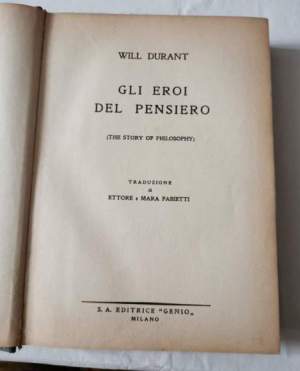 WILL DURANT
GLI EROI
DEL PENSIERO
(THE STORY OF PHILOSOPHY)
TRADUZIONE
DI
ETTORE e MARA FABIETTI
S. A. EDITRICE "GENIO„
MILANO